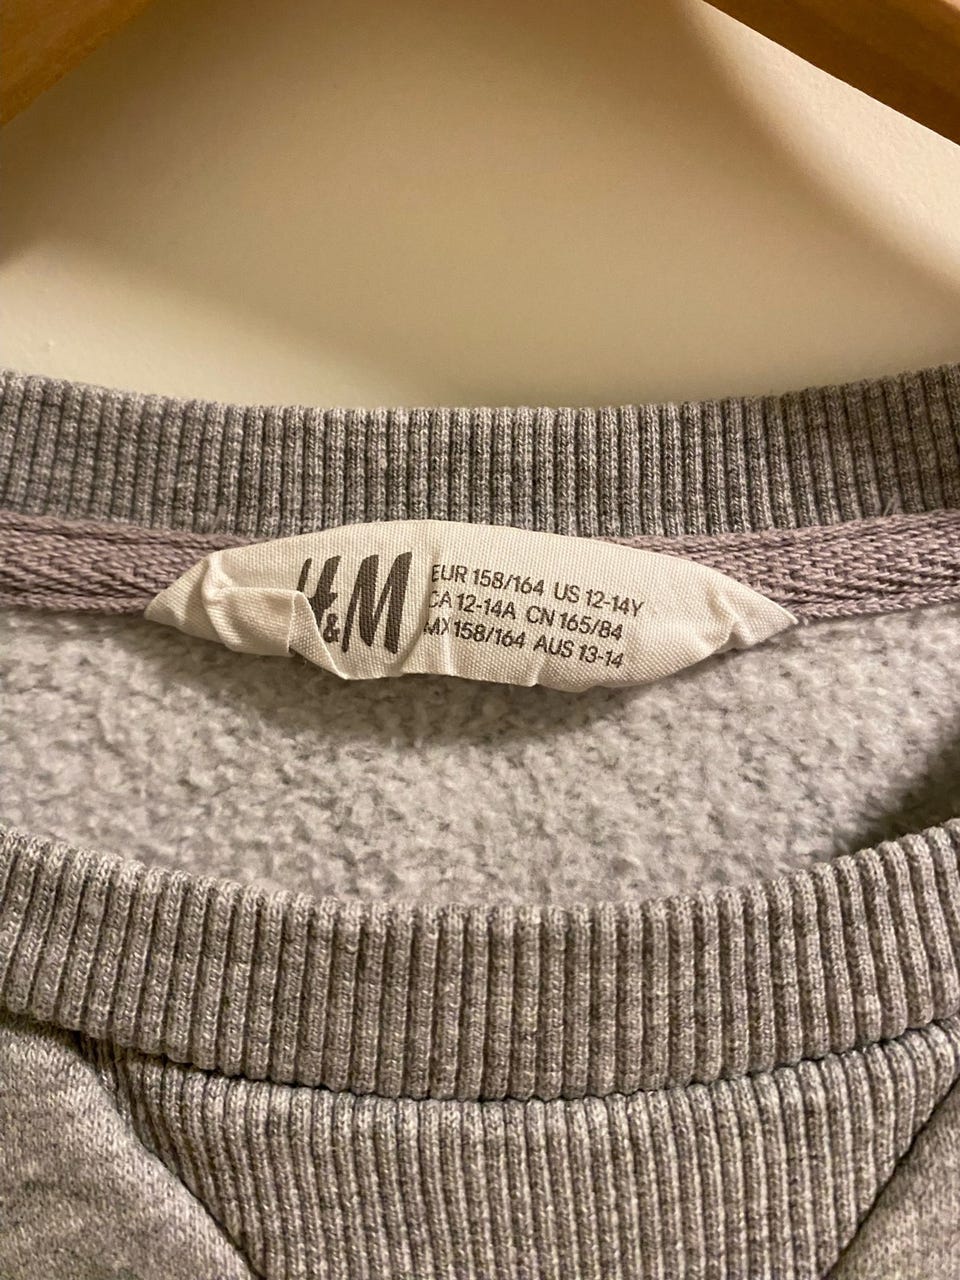 H&M
EUR 158/164 US 12-14Y
CA 12-14A CN 165/84
MX 158/164 AUS 13-14